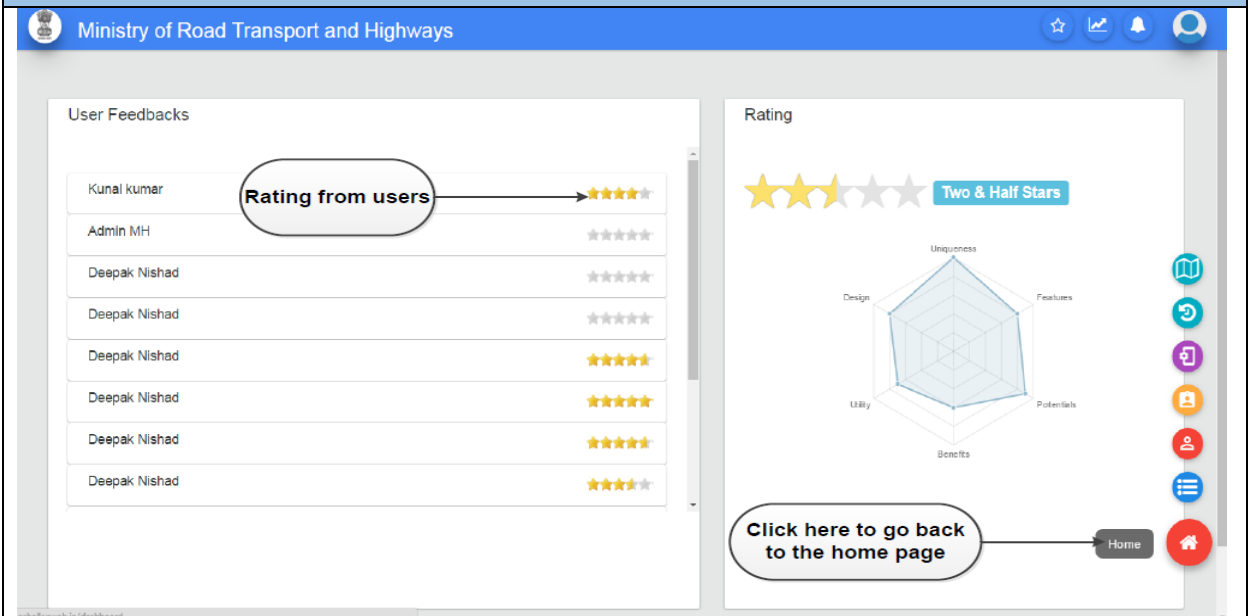 Ministry of Road Transport and Highways
User Feedbacks
Kunal kumar
Rating from users
Admin MH
Deepak Nishad
Deepak Nishad
Deepak Nishad
Deepak Nishad
Deepak Nishad
Deepak Nishad
Rating
Two & Half Stars
Uniqueness
Design
Features
Utility
Potentials
Benefits
Click here to go back
to the home page
Home